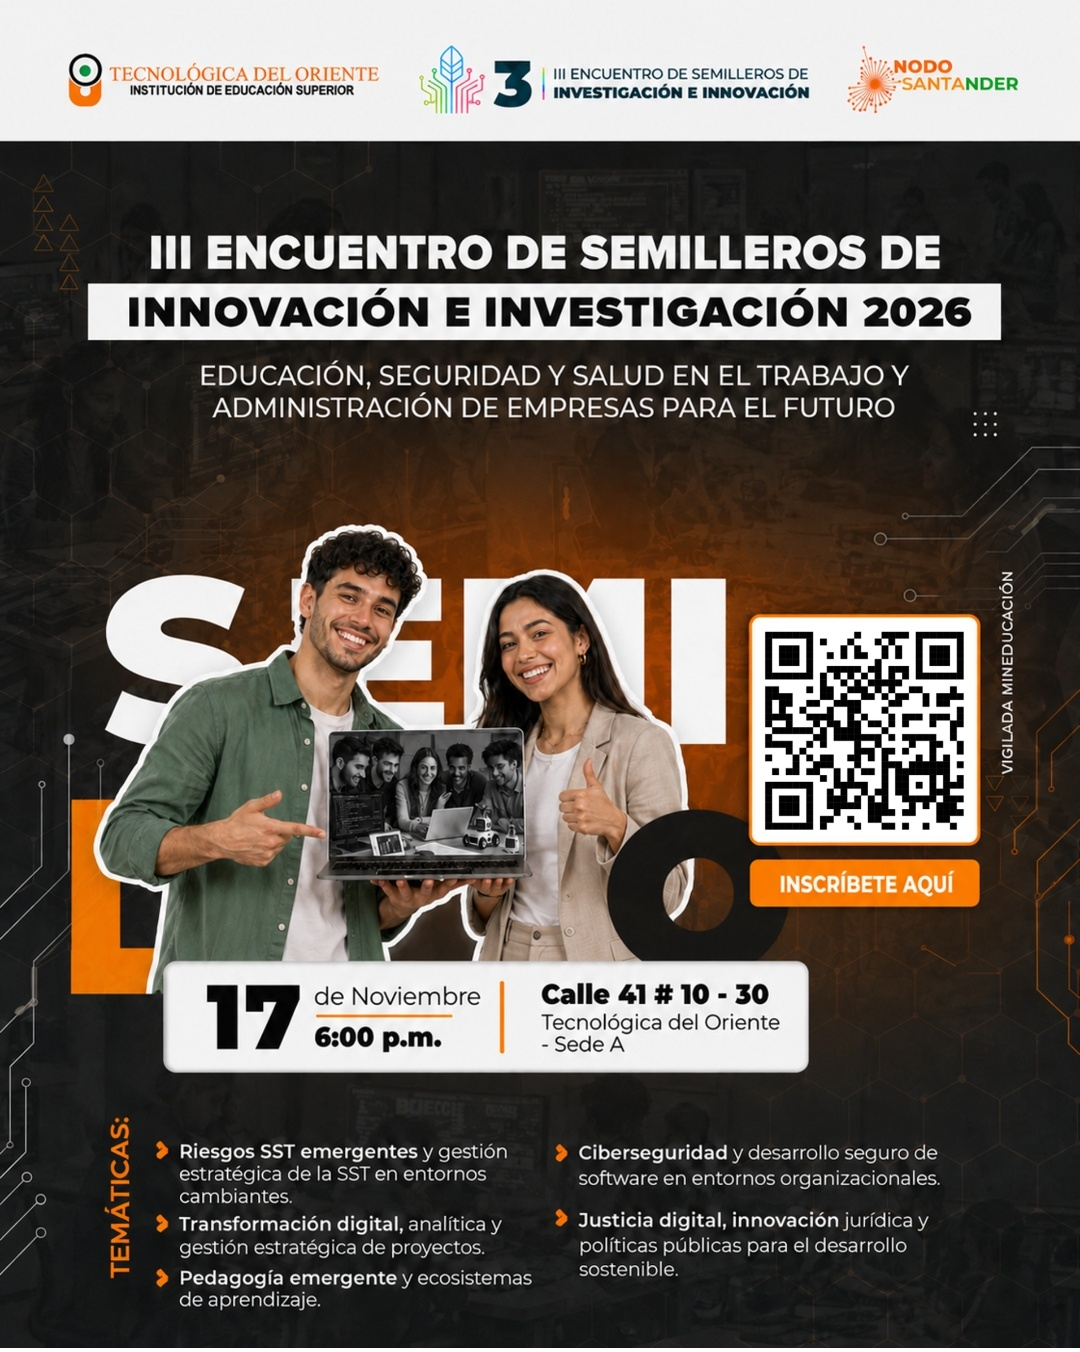 TECNOLÓGICA DEL ORIENTE
INSTITUCIÓN DE EDUCACIÓN SUPERIOR
3
III ENCUENTRO DE SEMILLEROS DE
INVESTIGACIÓN E INNOVACIÓN
NODO
SANTANDER
III ENCUENTRO DE SEMILLEROS DE
INNOVACIÓN E INVESTIGACIÓN 2026
EDUCACIÓN, SEGURIDAD Y SALUD EN EL TRABAJO Y
ADMINISTRACIÓN DE EMPRESAS PARA EL FUTURO
SEMI
L O
VIGILADA MINEDUCACIÓN
INSCRÍBETE AQUÍ
17
de Noviembre
6:00 p.m.
Calle 41 # 10 - 30
Tecnológica del Oriente
- Sede A
TEMÁTICAS:
Riesgos SST emergentes y gestión
estratégica de la SST en entornos
cambiantes.
Transformación digital, analítica y
gestión estratégica de proyectos.
Pedagogía emergente y ecosistemas
de aprendizaje.
Ciberseguridad y desarrollo seguro de
software en entornos organizacionales.
Justicia digital, innovación jurídica y
políticas públicas para el desarrollo
sostenible.